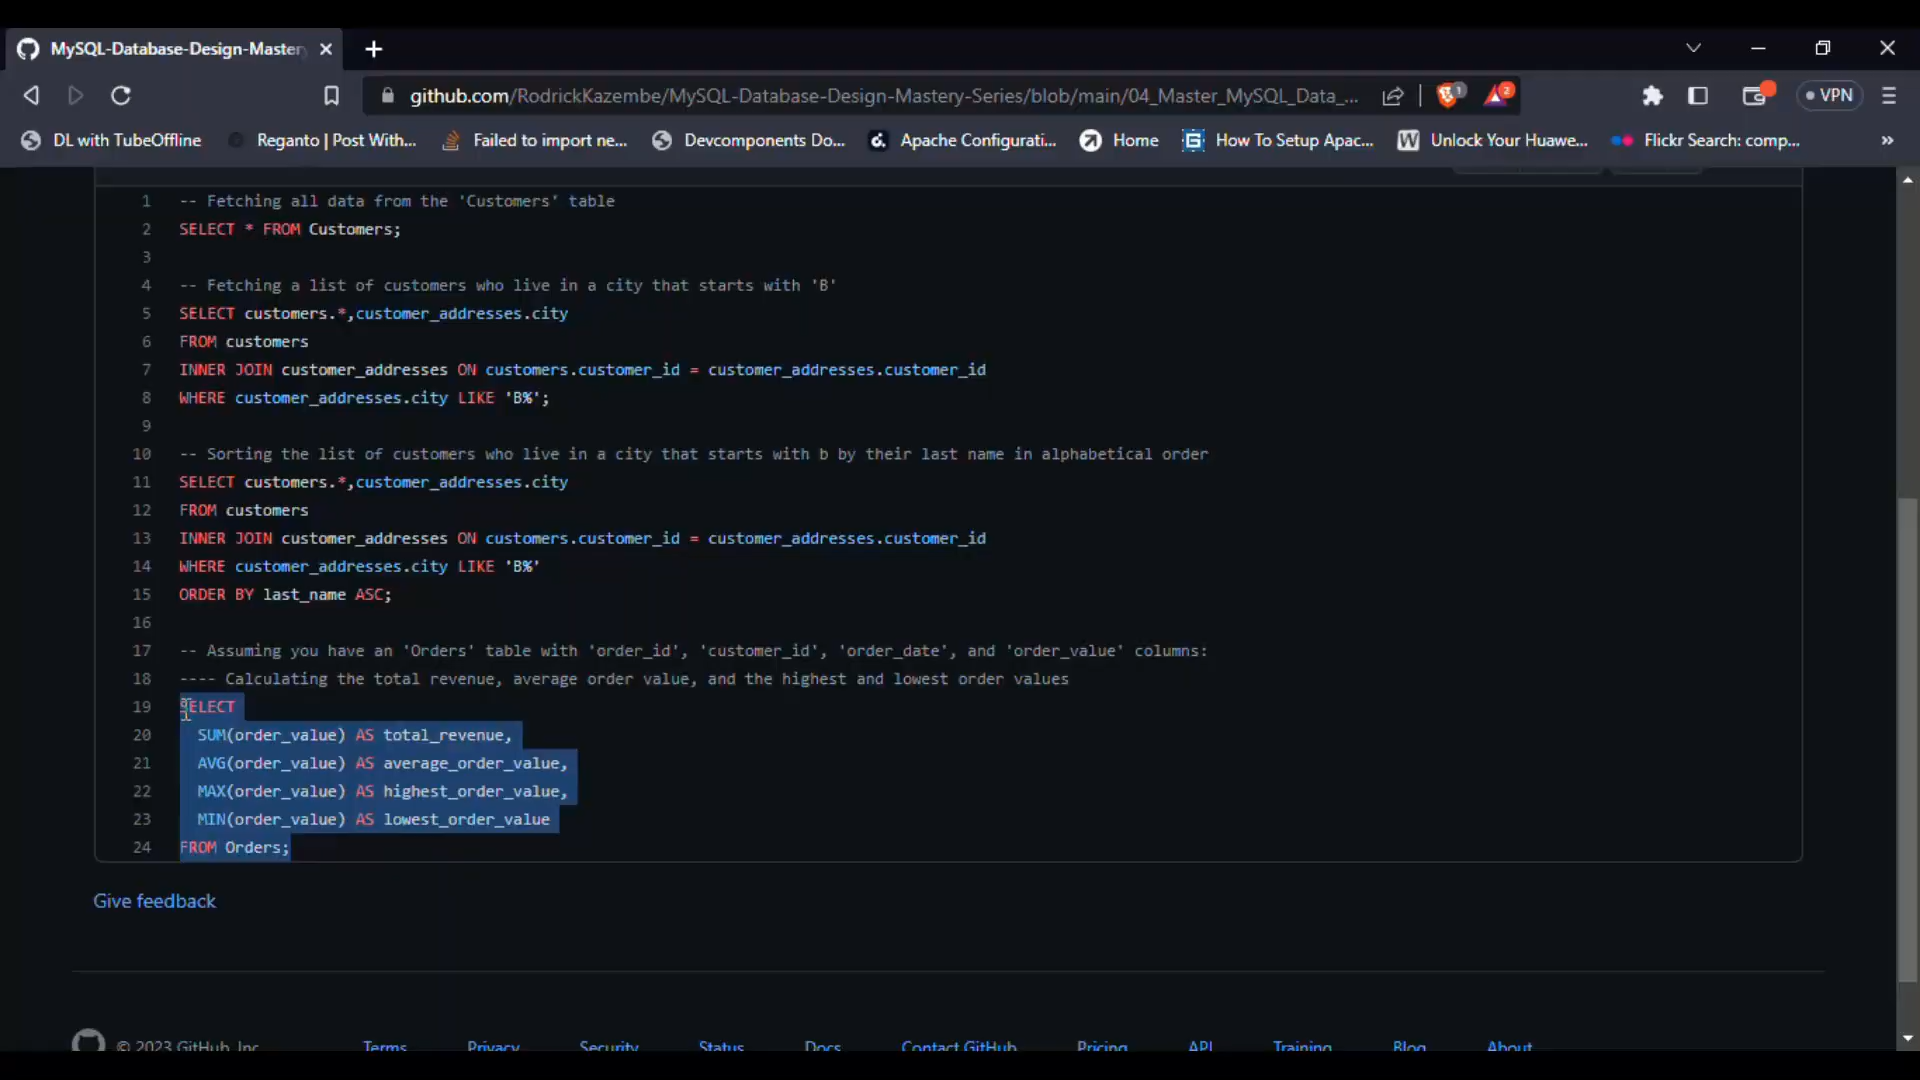 MySQL-Database-Design-Master
github.com/RodrickKazembe/MySQL-Database-Design-Mastery-Series/blob/main/04_Master_MySQL_Data_...
1
2
VPN
DL with TubeOffline
Reganto | Post With...
Failed to import ne...
Devcomponents Do...
Apache Configurati...
Home
How To Setup Apac...
Unlock Your Huawe...
Flickr Search: comp...
»
1 -- Fetching all data from the 'Customers' table
2 SELECT * FROM Customers;
3
4 -- Fetching a list of customers who live in a city that starts with 'B'
5 SELECT customers.*,customer_addresses.city
6 FROM customers
7 INNER JOIN customer_addresses ON customers.customer_id = customer_addresses.customer_id
8 WHERE customer_addresses.city LIKE 'B%';
9
10 -- Sorting the list of customers who live in a city that starts with b by their last name in alphabetical order
11 SELECT customers.*,customer_addresses.city
12 FROM customers
13 INNER JOIN customer_addresses ON customers.customer_id = customer_addresses.customer_id
14 WHERE customer_addresses.city LIKE 'B%'
15 ORDER BY last_name ASC;
16
17 -- Assuming you have an 'Orders' table with 'order_id', 'customer_id', 'order_date', and 'order_value' columns:
18 ---- Calculating the total revenue, average order value, and the highest and lowest order values
19 SELECT
20 SUM(order_value) AS total_revenue,
21 AVG(order_value) AS average_order_value,
22 MAX(order_value) AS highest_order_value,
23 MIN(order_value) AS lowest_order_value
24 FROM Orders;
Give feedback
© 2023 GitHub, Inc.
Terms
Privacy
Security
Status
Docs
Contact GitHub
Pricing
API
Training
Blog
About